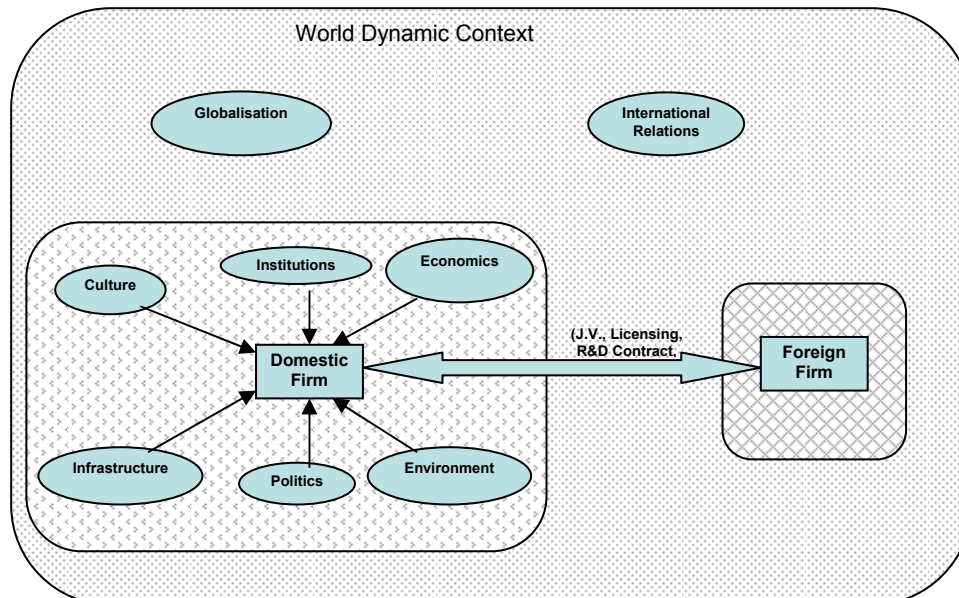 World Dynamic Context
Globalisation
International
Relations
Institutions
Economics
Culture
(J.V., Licensing,
R&D Contract,
Domestic
Firm
Foreign
Firm
Infrastructure
Politics
Environment